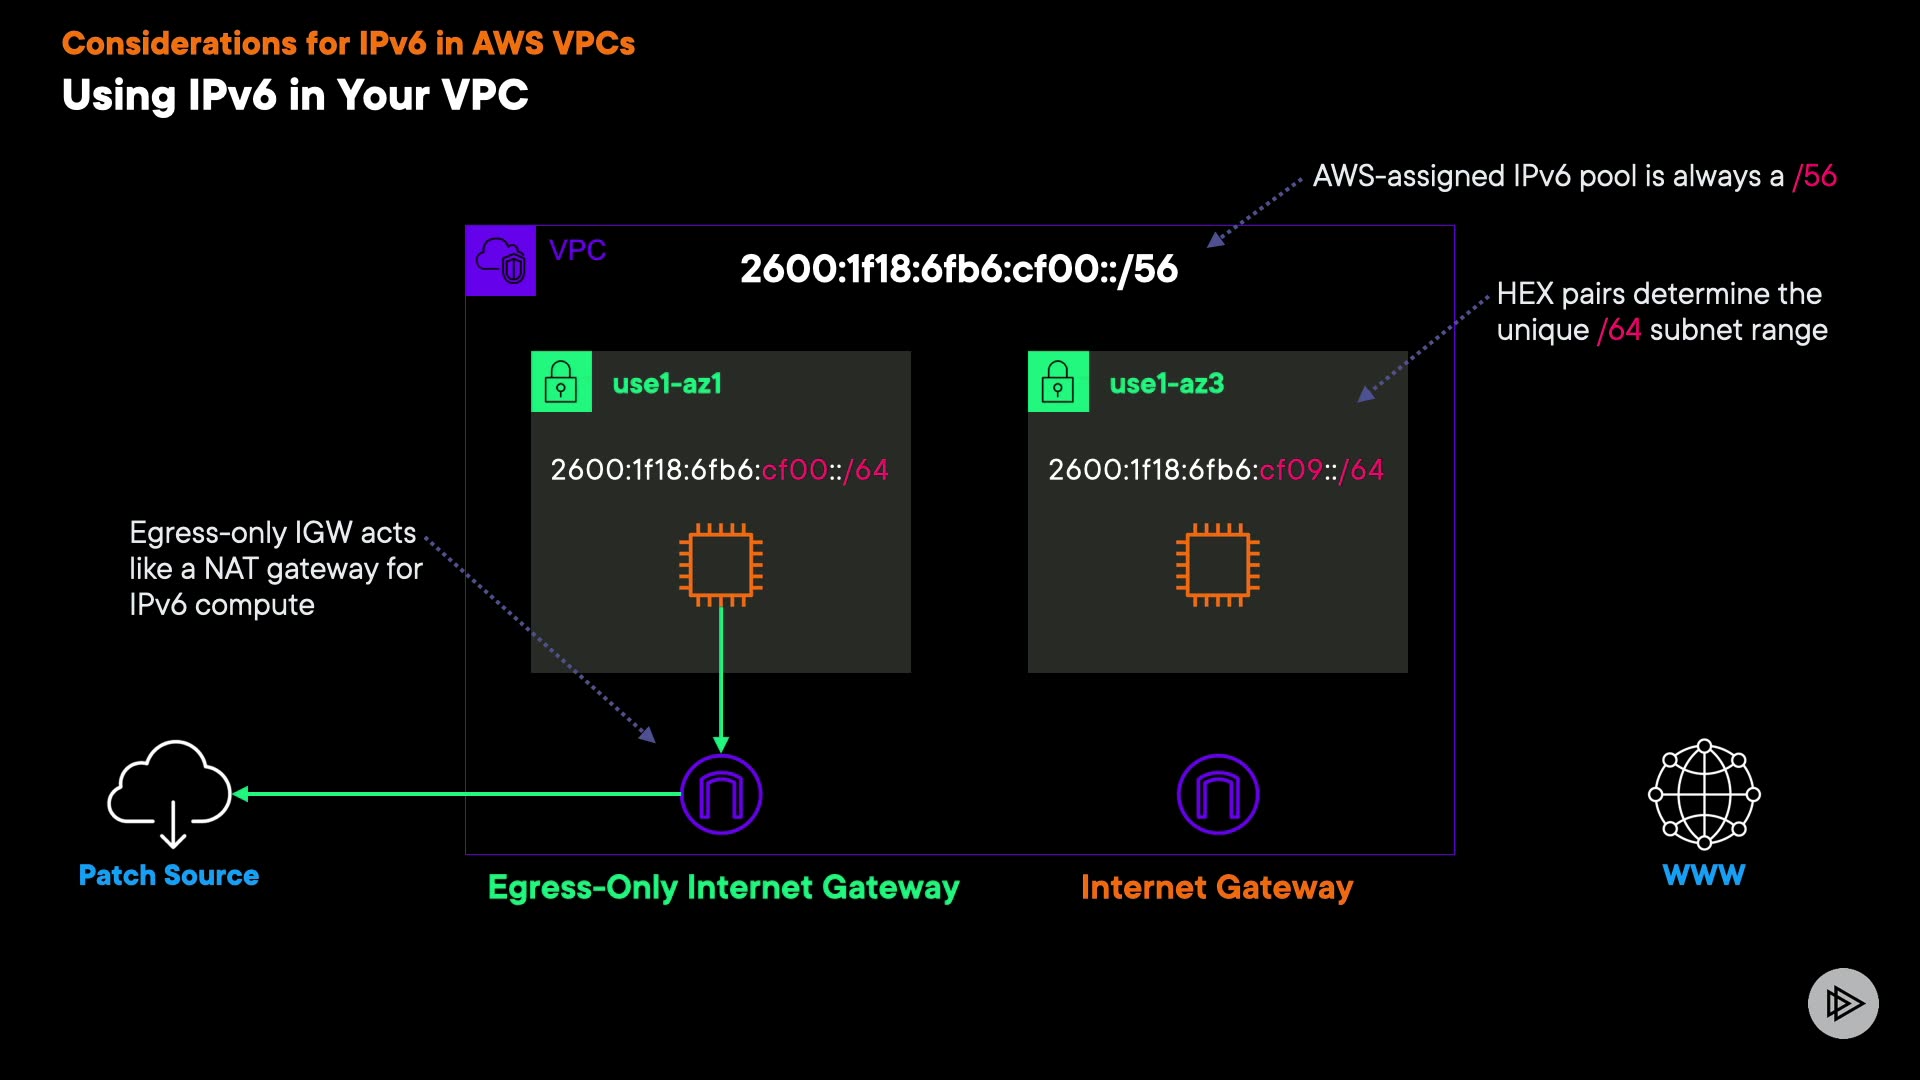 Considerations for IPv6 in AWS VPCs
Using IPv6 in Your VPC
AWS-assigned IPv6 pool is always a /56
VPC
2600:1f18:6fb6:cf00::/56
HEX pairs determine the
unique /64 subnet range
use1-az1
use1-az3
2600:1f18:6fb6:cf00::/64
2600:1f18:6fb6:cf09::/64
Egress-only IGW acts
like a NAT gateway for
IPv6 compute
Patch Source
WWW
Egress-Only Internet Gateway
Internet Gateway